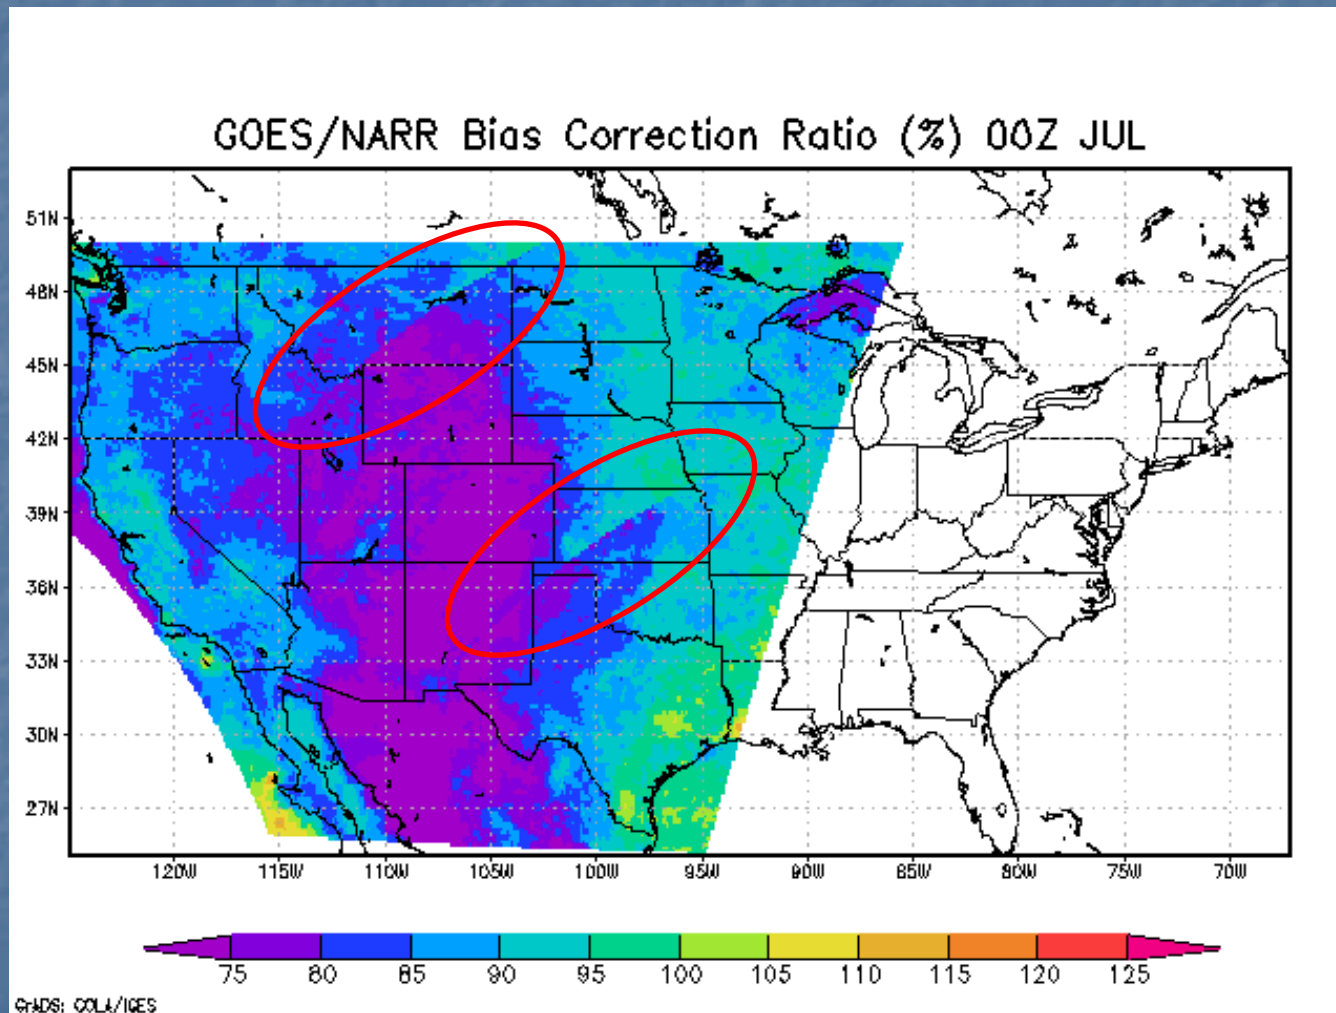 GOES/NARR Bias Correction Ratio (%) 00Z JUL
51N
48N
45N
42N
39N
36N
33N
30N
27N
120W 115W 110W 105W 100W 95W 90W 85W 80W 75W 70W
75 80 85 90 95 100 105 110 115 120 125
GrADS: COLA/IGES